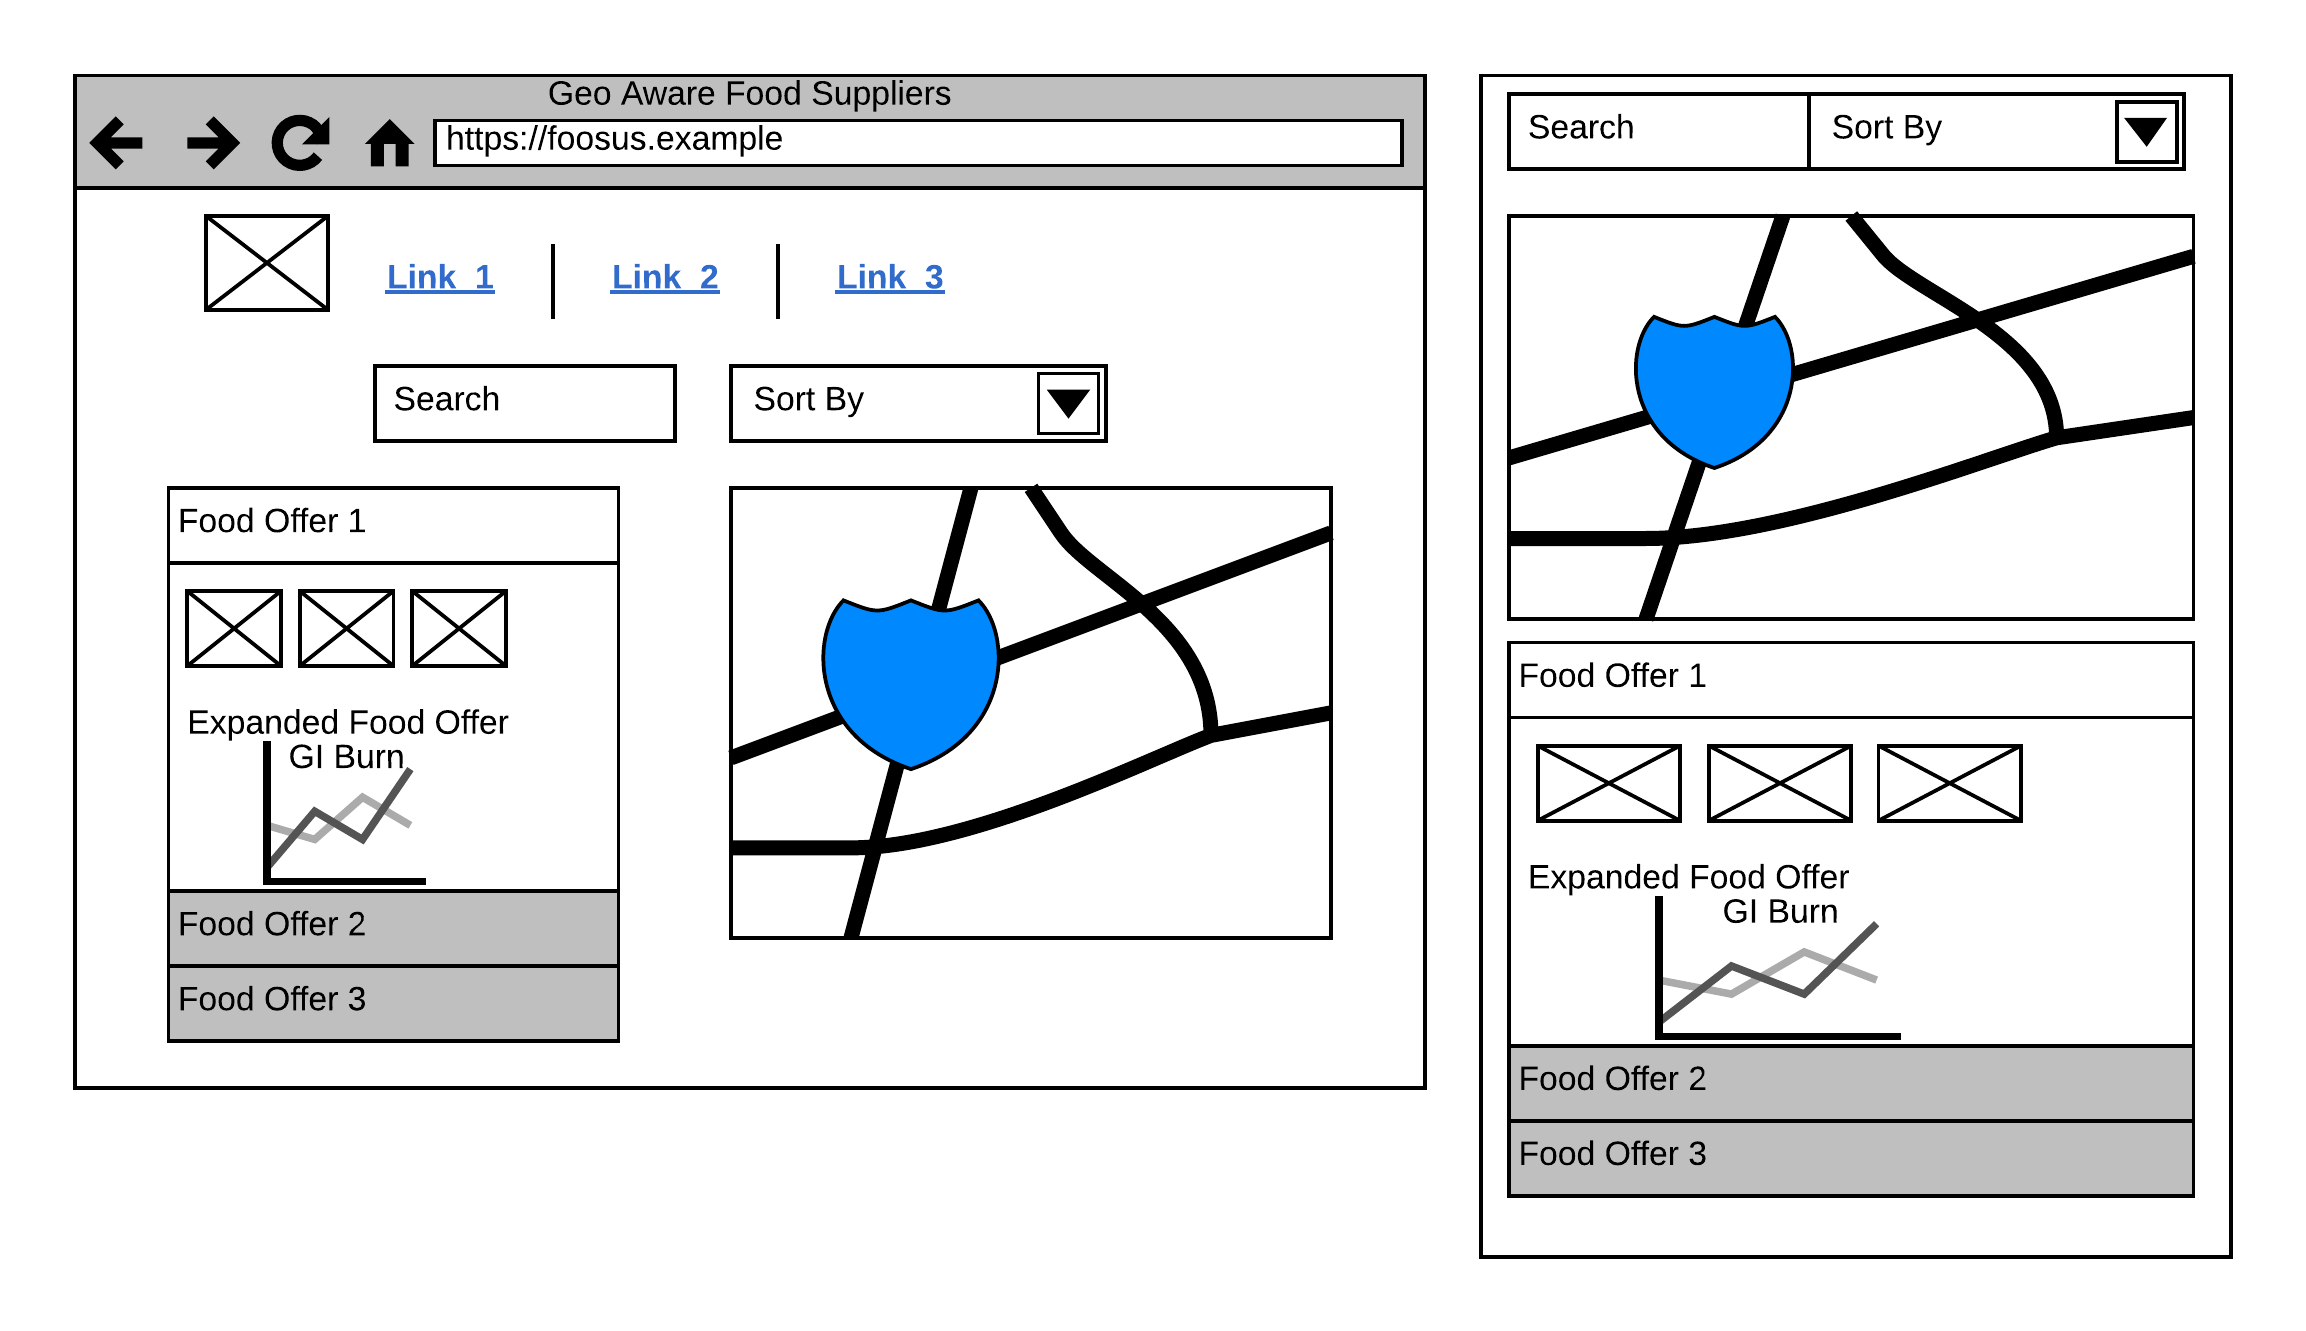 Geo Aware Food Suppliers
https://foosus.example
Link 1
Link 2
Link 3
Search
Sort By
Food Offer 1
Expanded Food Offer
GI Burn
Food Offer 2
Food Offer 3
Search
Sort By
Food Offer 1
Expanded Food Offer
GI Burn
Food Offer 2
Food Offer 3